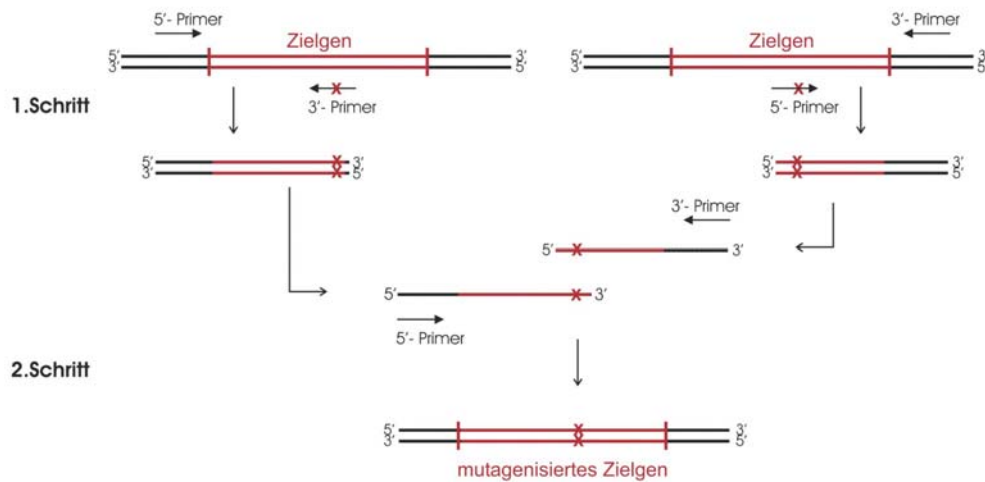 5'- Primer
3'- Primer
Zielgen
Zielgen
5' 3'
3' 5'
5' 3'
3' 5'
1.Schritt
3'- Primer
5'- Primer
5' 3'
3' 5'
5' 3'
3' 5'
3'- Primer
5' 3'
5' 3'
5'- Primer
2.Schritt
5' 3'
3' 5'
mutagenisiertes Zielgen